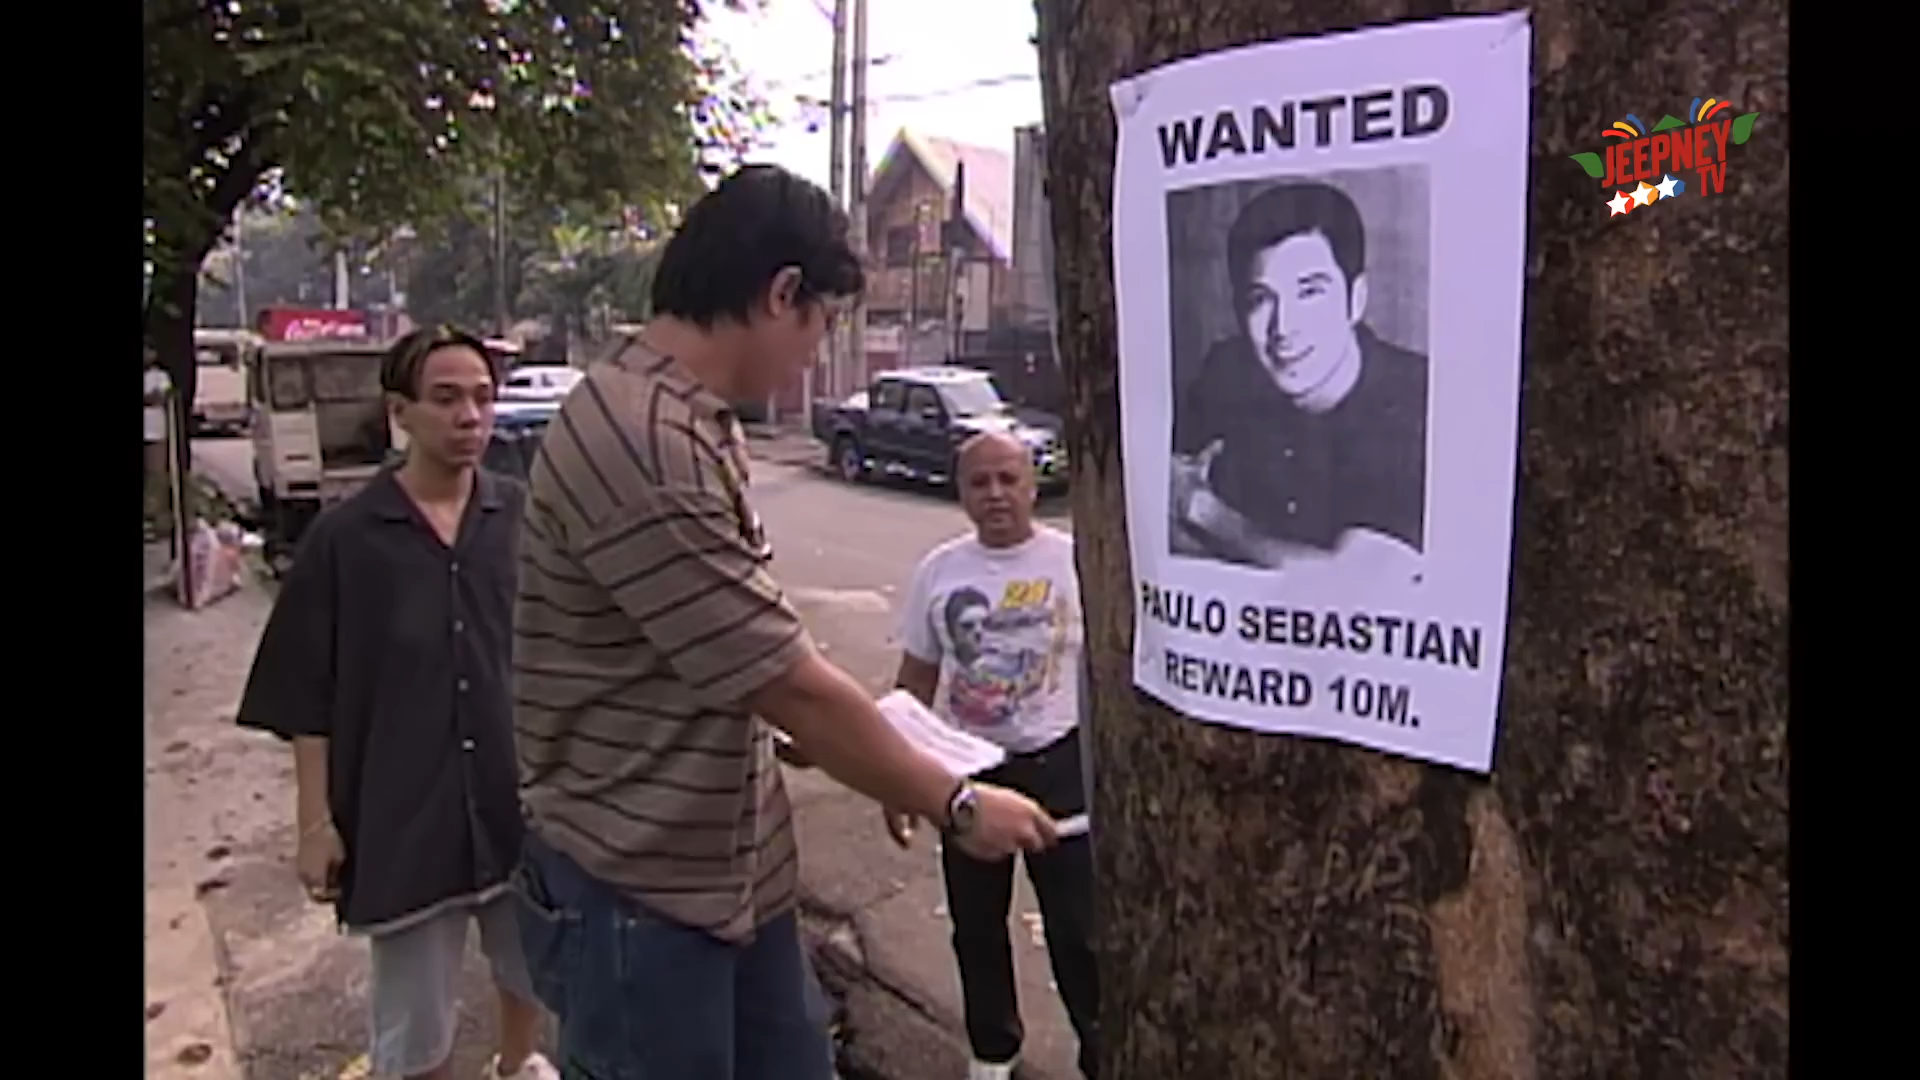 WANTED
PAULO SEBASTIAN
REWARD 10M.
JEEPNEY
TV